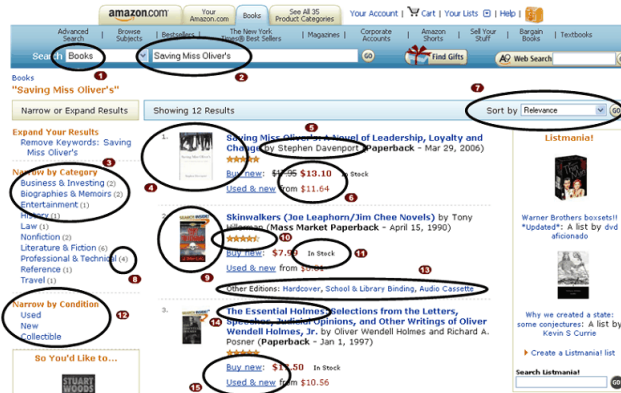 amazon.com
Your Amazon.com
Books
See All 35 Product Categories
Your Account | Cart | Your Lists | Help |
Advanced Search | Browse Subjects | Bestsellers | The New York Times® Best Sellers | Magazines | Corporate Accounts | Amazon Shorts | Sell Your Stuff | Bargain Books | Textbooks
Search Books Saving Miss Oliver's GO Find Gifts A9 Web Search GO
1
2
Books
"Saving Miss Oliver's"
7
Narrow or Expand Results
Showing 12 Results
Sort by Relevance GO
Expand Your Results
Remove Keywords: Saving
Miss Oliver's
3
Narrow by Category
Business & Investing (2)
Biographies & Memoirs (2)
Entertainment (1)
History (1)
Law (1)
Nonfiction (2)
Literature & Fiction (6)
Professional & Technical (4)
Reference (1)
Travel (1)
8
12
Narrow by Condition
Used
New
Collectible
So You'd Like to...
STUART
WOODS
1.
4
5
Saving Miss Oliver's: A Novel of Leadership, Loyalty and
Change by Stephen Davenport (Paperback - Mar 29, 2006)
Buy new: $17.95 $13.10 In Stock
Used & new from $11.64
6
2.
9
Skinwalkers (Joe Leaphorn/Jim Chee Novels) by Tony
Hillerman (Mass Market Paperback - April 15, 1990)
10
Buy new: $7.99 In Stock
11
Used & new from
13
Other Editions: Hardcover, School & Library Binding, Audio Cassette
3.
14
The Essential Holmes: Selections from the Letters,
Speeches, Judicial Opinions, and Other Writings of Oliver
Wendell Holmes, Jr. by Oliver Wendell Holmes and Richard A.
Posner (Paperback - Jan 1, 1997)
Buy new: $17.50 In Stock
15
Used & new from $10.56
Listmania!
Warner Brothers boxsets!!
*Updated*: A list by dvd
aficionado
Why we created a state:
some conjectures: A list by
Kevin S Currie
Create a Listmania! list
Search Listmania!
GO